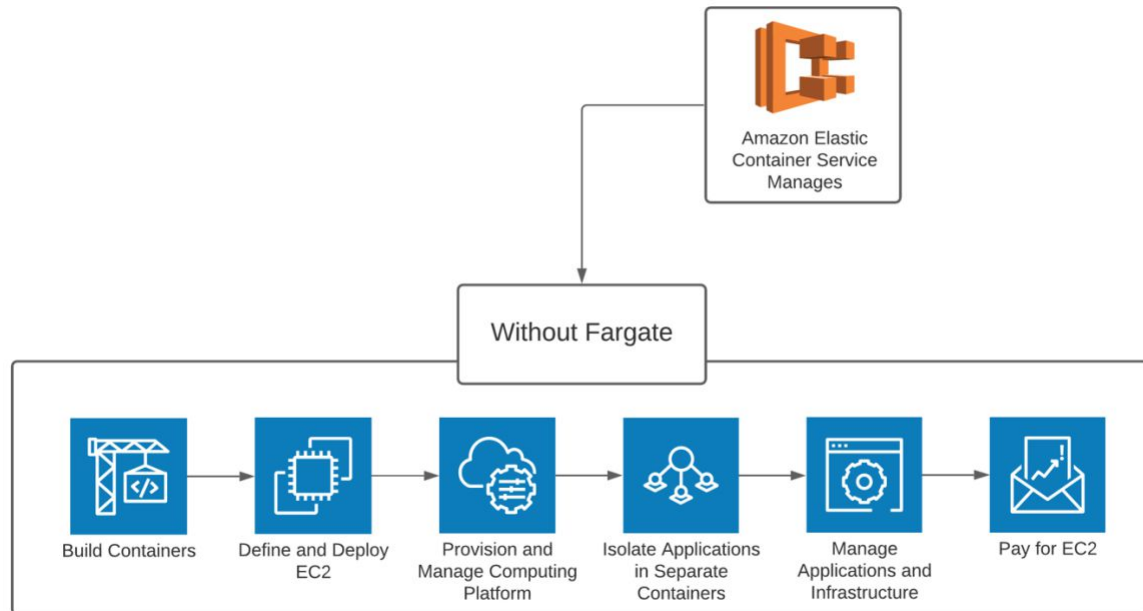 Amazon Elastic
Container Service
Manages
Without Fargate
Build Containers
Define and Deploy
EC2
Provision and
Manage Computing
Platform
Isolate Applications
in Separate
Containers
Manage
Applications and
Infrastructure
Pay for EC2